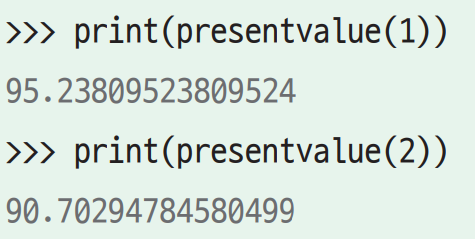 >>> print(presentvalue(1))
95.23809523809524
>>> print(presentvalue(2))
90.70294784580499